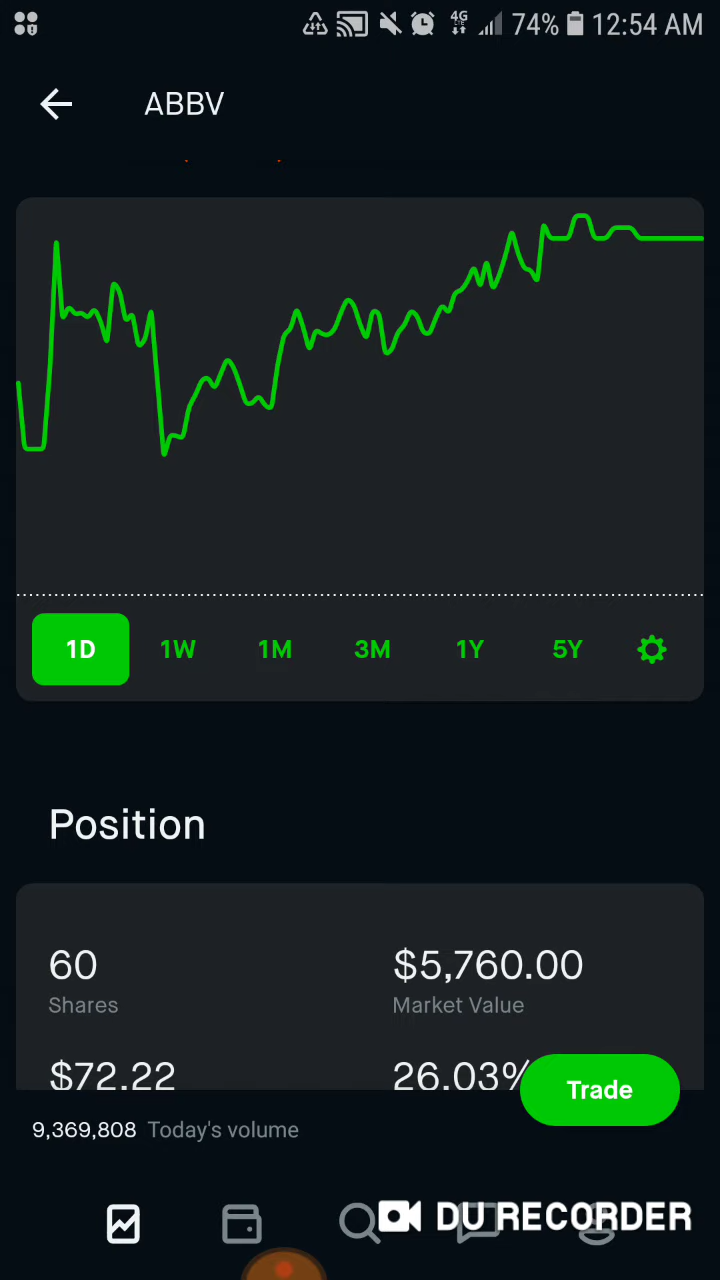 4G 74% 12:54 AM
ABBV
1D 1W 1M 3M 1Y 5Y
Position
60 $5,760.00
Shares Market Value
$72.22 26.03%
Trade
9,369,808 Today's volume
DU RECORDER